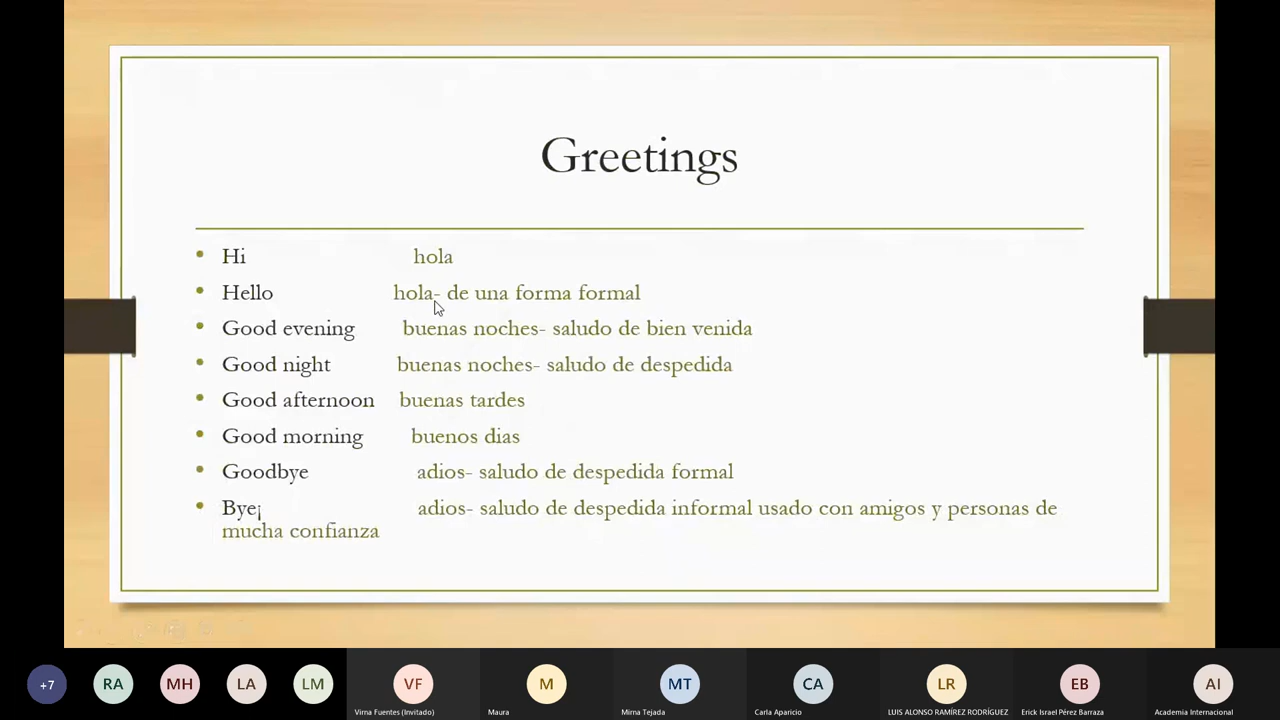 Greetings
Hi hola
Hello hola- de una forma formal
Good evening buenas noches- saludo de bien venida
Good night buenas noches- saludo de despedida
Good afternoon buenas tardes
Good morning buenos dias
Goodbye adios- saludo de despedida formal
Bye¡ adios- saludo de despedida informal usado con amigos y personas de
mucha confianza
+7 RA MH LA LM VF M MT CA LR EB AI
Virna Fuentes (Invitado) Maura Mirna Tejada Carla Aparicio LUIS ALONSO RAMÍREZ RODRÍGUEZ Erick Israel Pérez Barraza Academia Internacional